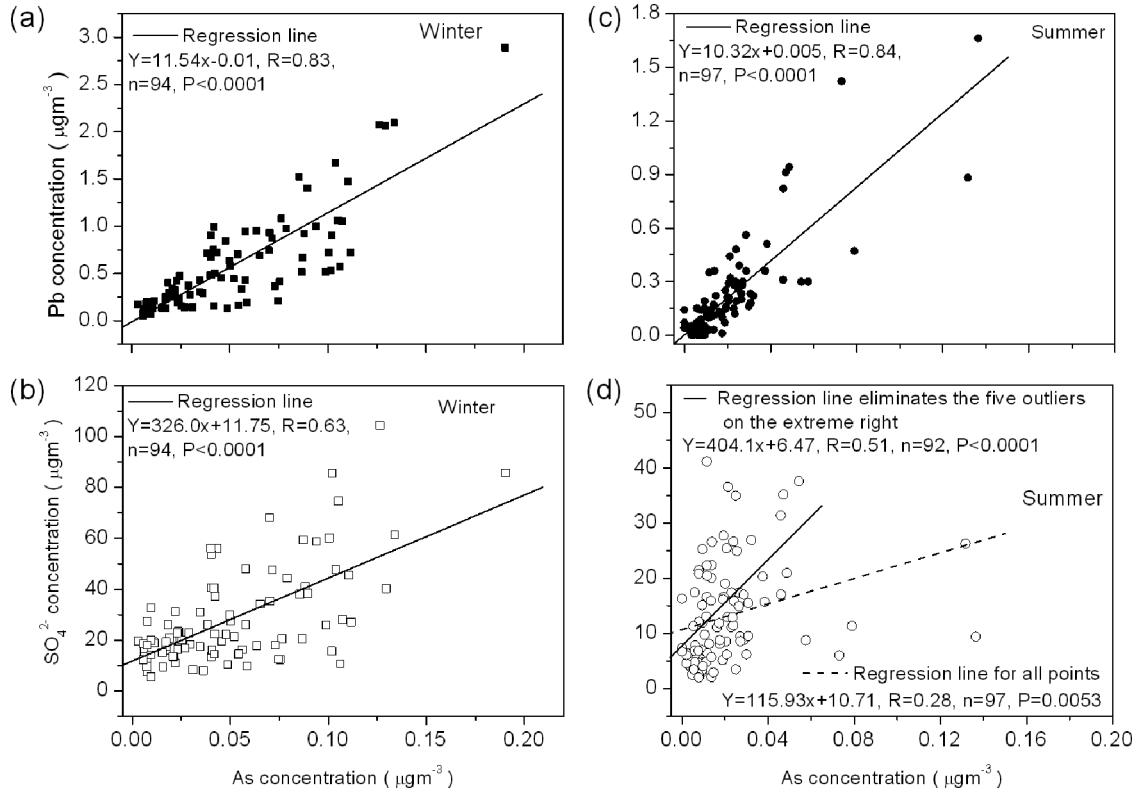 (a)
Regression line
Winter
Y=11.54x-0.01, R=0.83,
n=94, P<0.0001
3.0
2.5
2.0
1.5
1.0
0.5
0.0
Pb concentration ( μgm⁻³ )
(c)
Regression line
Summer
Y=10.32x+0.005, R=0.84,
n=97, P<0.0001
1.8
1.5
1.2
0.9
0.6
0.3
0.0
(b)
Regression line
Winter
Y=326.0x+11.75, R=0.63,
n=94, P<0.0001
120
100
80
60
40
20
0
SO₄²⁻ concentration ( μgm⁻³ )
0.00 0.05 0.10 0.15 0.20
As concentration ( μgm⁻³ )
(d)
Regression line eliminates the five outliers
on the extreme right
Y=404.1x+6.47, R=0.51, n=92, P<0.0001
Summer
50
40
30
20
10
0
Regression line for all points
Y=115.93x+10.71, R=0.28, n=97, P=0.0053
0.00 0.04 0.08 0.12 0.16 0.20
As concentration ( μgm⁻³ )